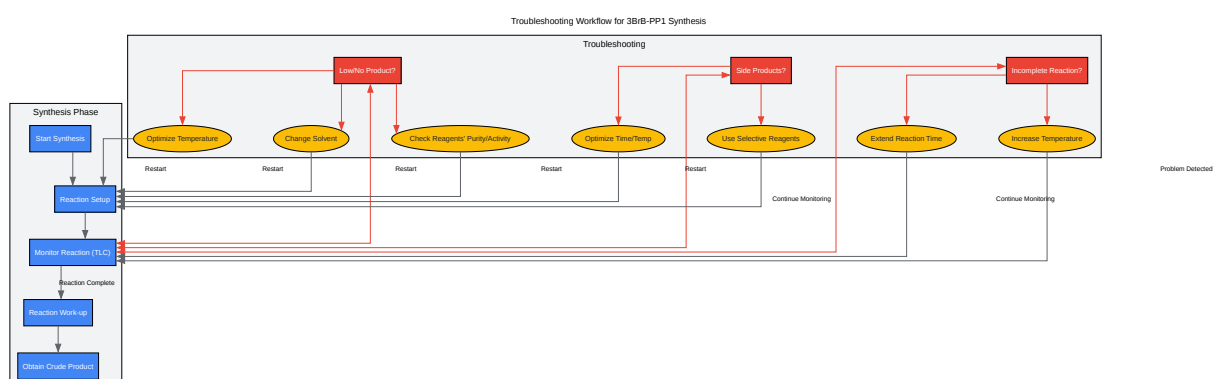 Troubleshooting Workflow for 3BrB-PP1 Synthesis
Troubleshooting
Low/No Product?
Side Products?
Incomplete Reaction?
Synthesis Phase
Start Synthesis
Optimize Temperature
Change Solvent
Check Reagents' Purity/Activity
Optimize Time/Temp
Use Selective Reagents
Extend Reaction Time
Increase Temperature
Restart
Restart
Restart
Restart
Restart
Problem Detected
Reaction Setup
Continue Monitoring
Continue Monitoring
Monitor Reaction (TLC)
Reaction Complete
Reaction Work-up
Obtain Crude Product